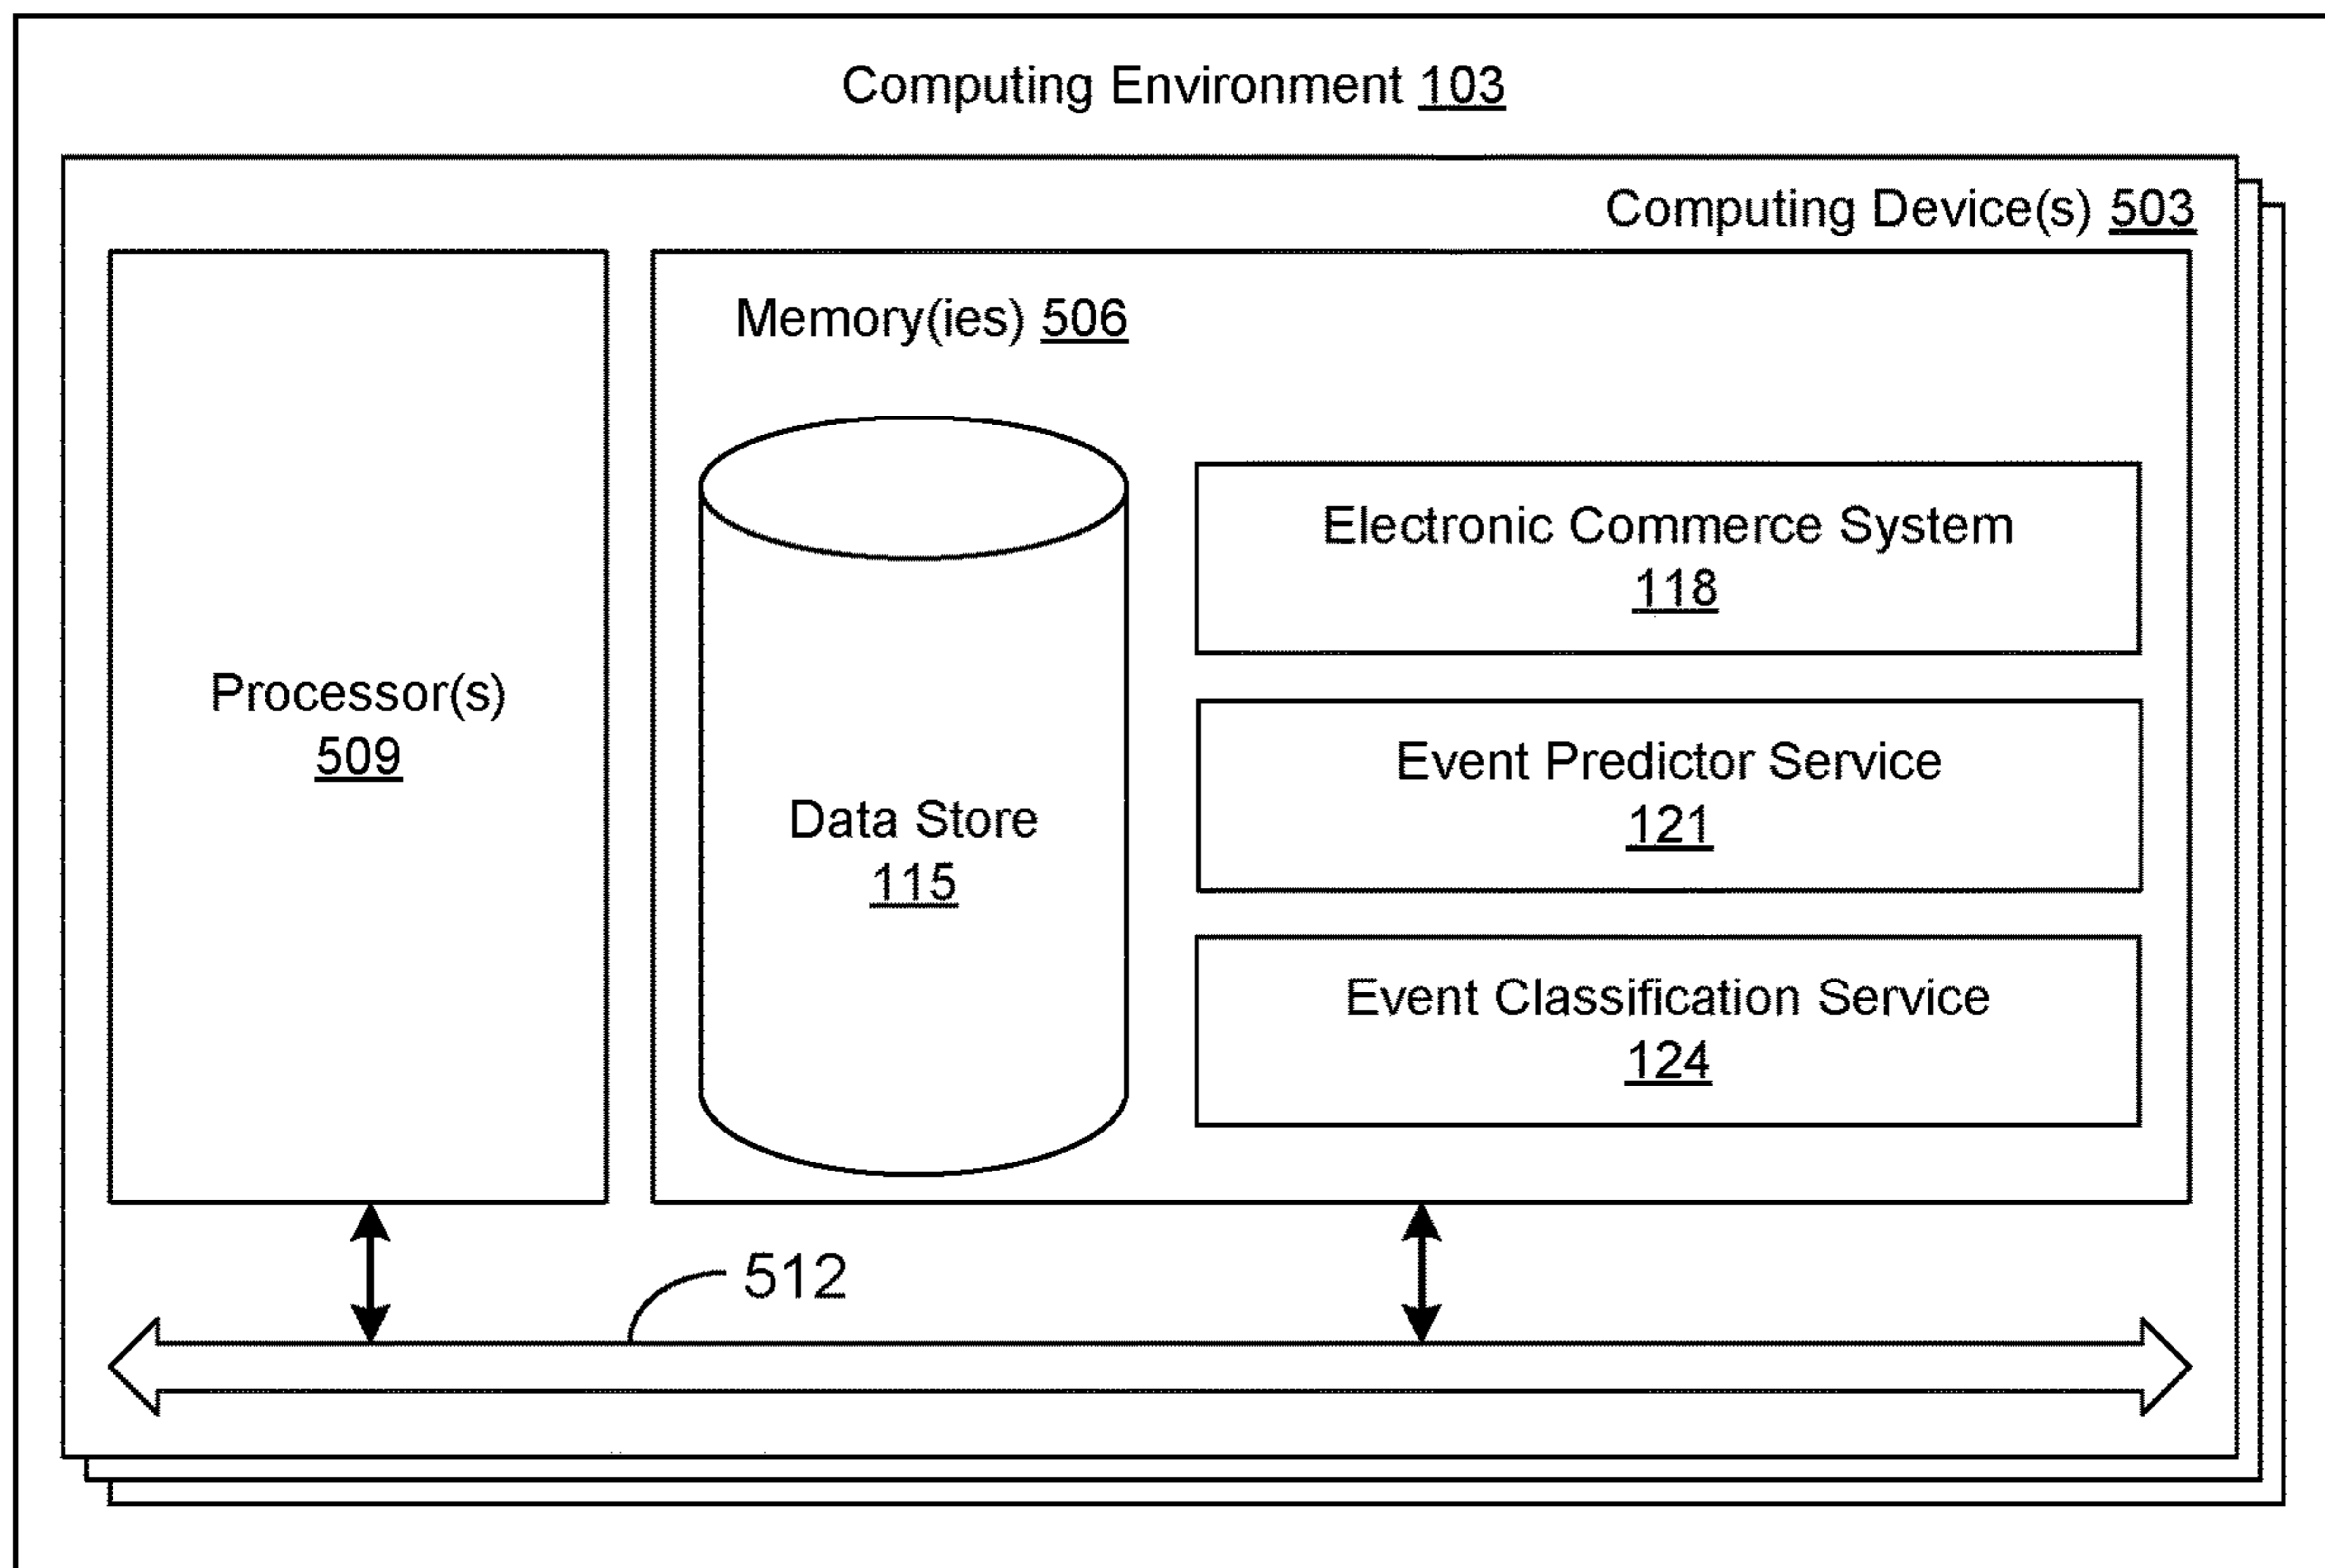 Computing Environment 103
Computing Device(s) 503
Processor(s)
509
Memory(ies) 506
Data Store
115
Electronic Commerce System
118
Event Predictor Service
121
Event Classification Service
124
512